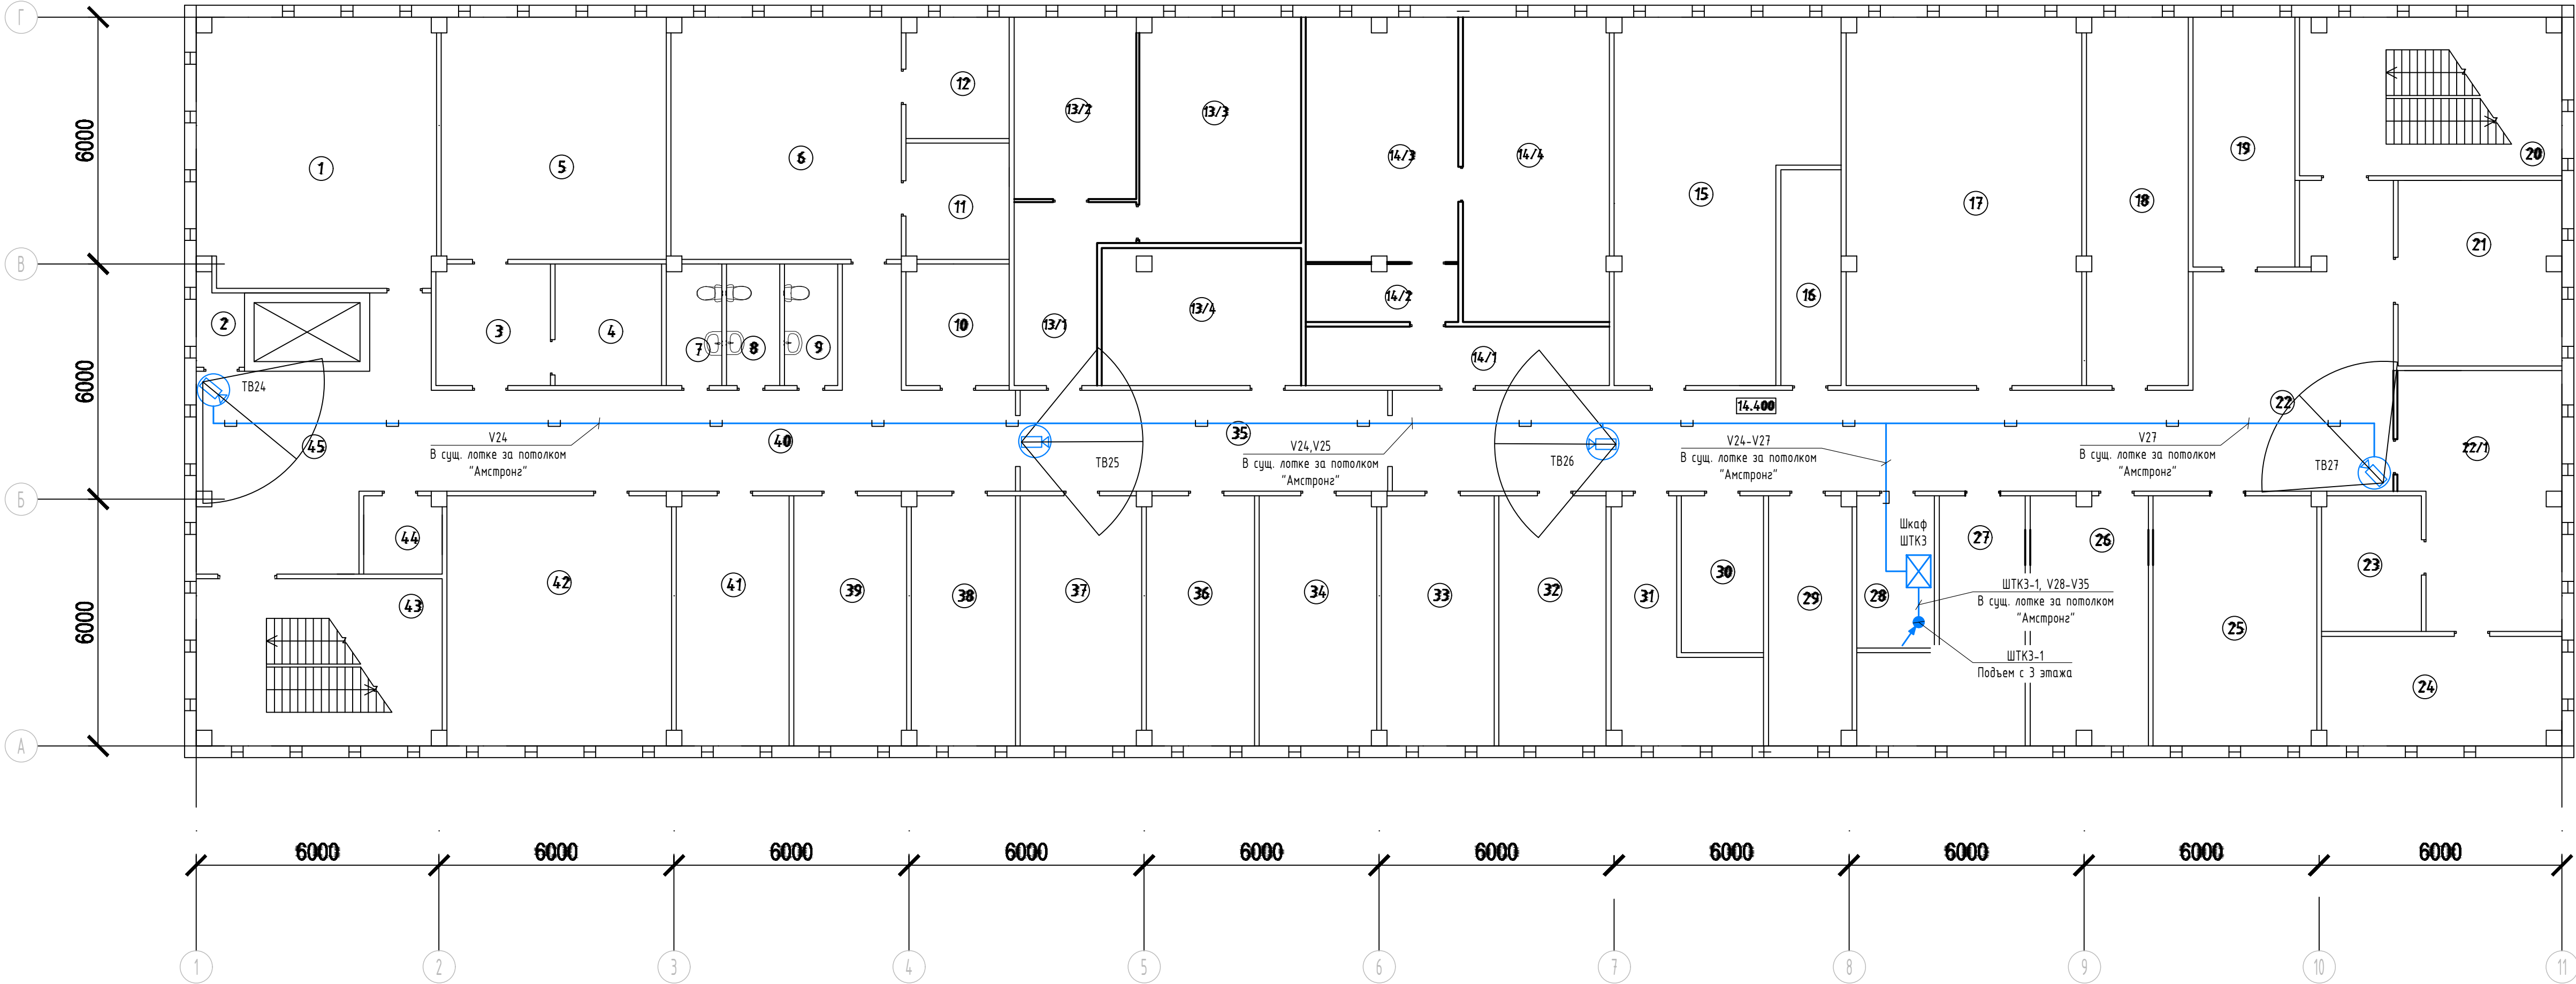 Г
12
13/2
13/3
6000
14/3
14/4
19
20
1
5
6
11
15
18
17
21
В
2
3
4
7
8
9
10
13/1
13/4
14/2
16
14/1
6000
ТВ24
14.400
22
45
40
35
V24
В сущ. лотке за потолком
"Амстронг"
ТВ25
V24,V25
В сущ. лотке за потолком
"Амстронг"
ТВ26
V24-V27
В сущ. лотке за потолком
"Амстронг"
V27
В сущ. лотке за потолком
"Амстронг"
ТВ27
22/1
Б
44
Шкаф
ШТК3
27
26
23
42
41
39
38
37
36
34
33
32
31
30
29
28
ШТК3-1, V28-V35
В сущ. лотке за потолком
"Амстронг"
43
6000
25
ШТК3-1
Подъем с 3 этажа
24
А
6000
6000
6000
6000
6000
6000
6000
6000
6000
6000
1
2
3
4
5
6
7
8
9
10
11